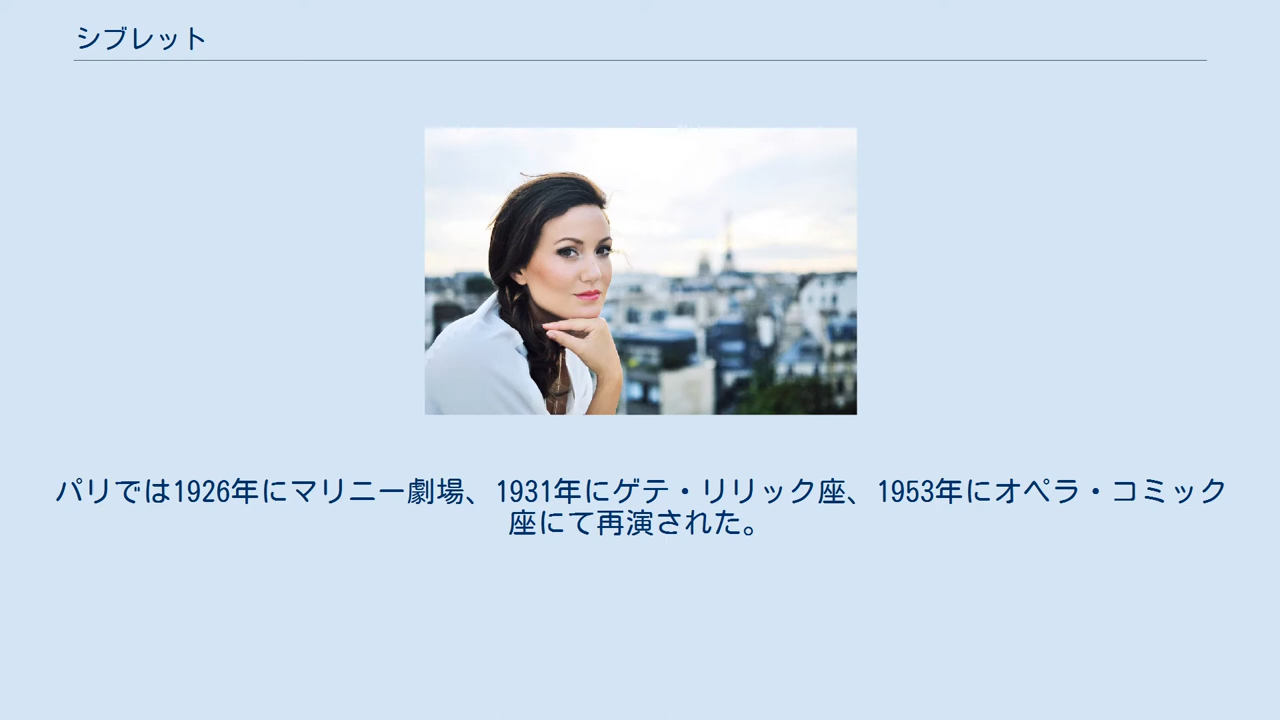 シブレット
パリでは1926年にマリニー劇場、1931年にゲテ・リリック座、1953年にオペラ・コミック
座にて再演された。